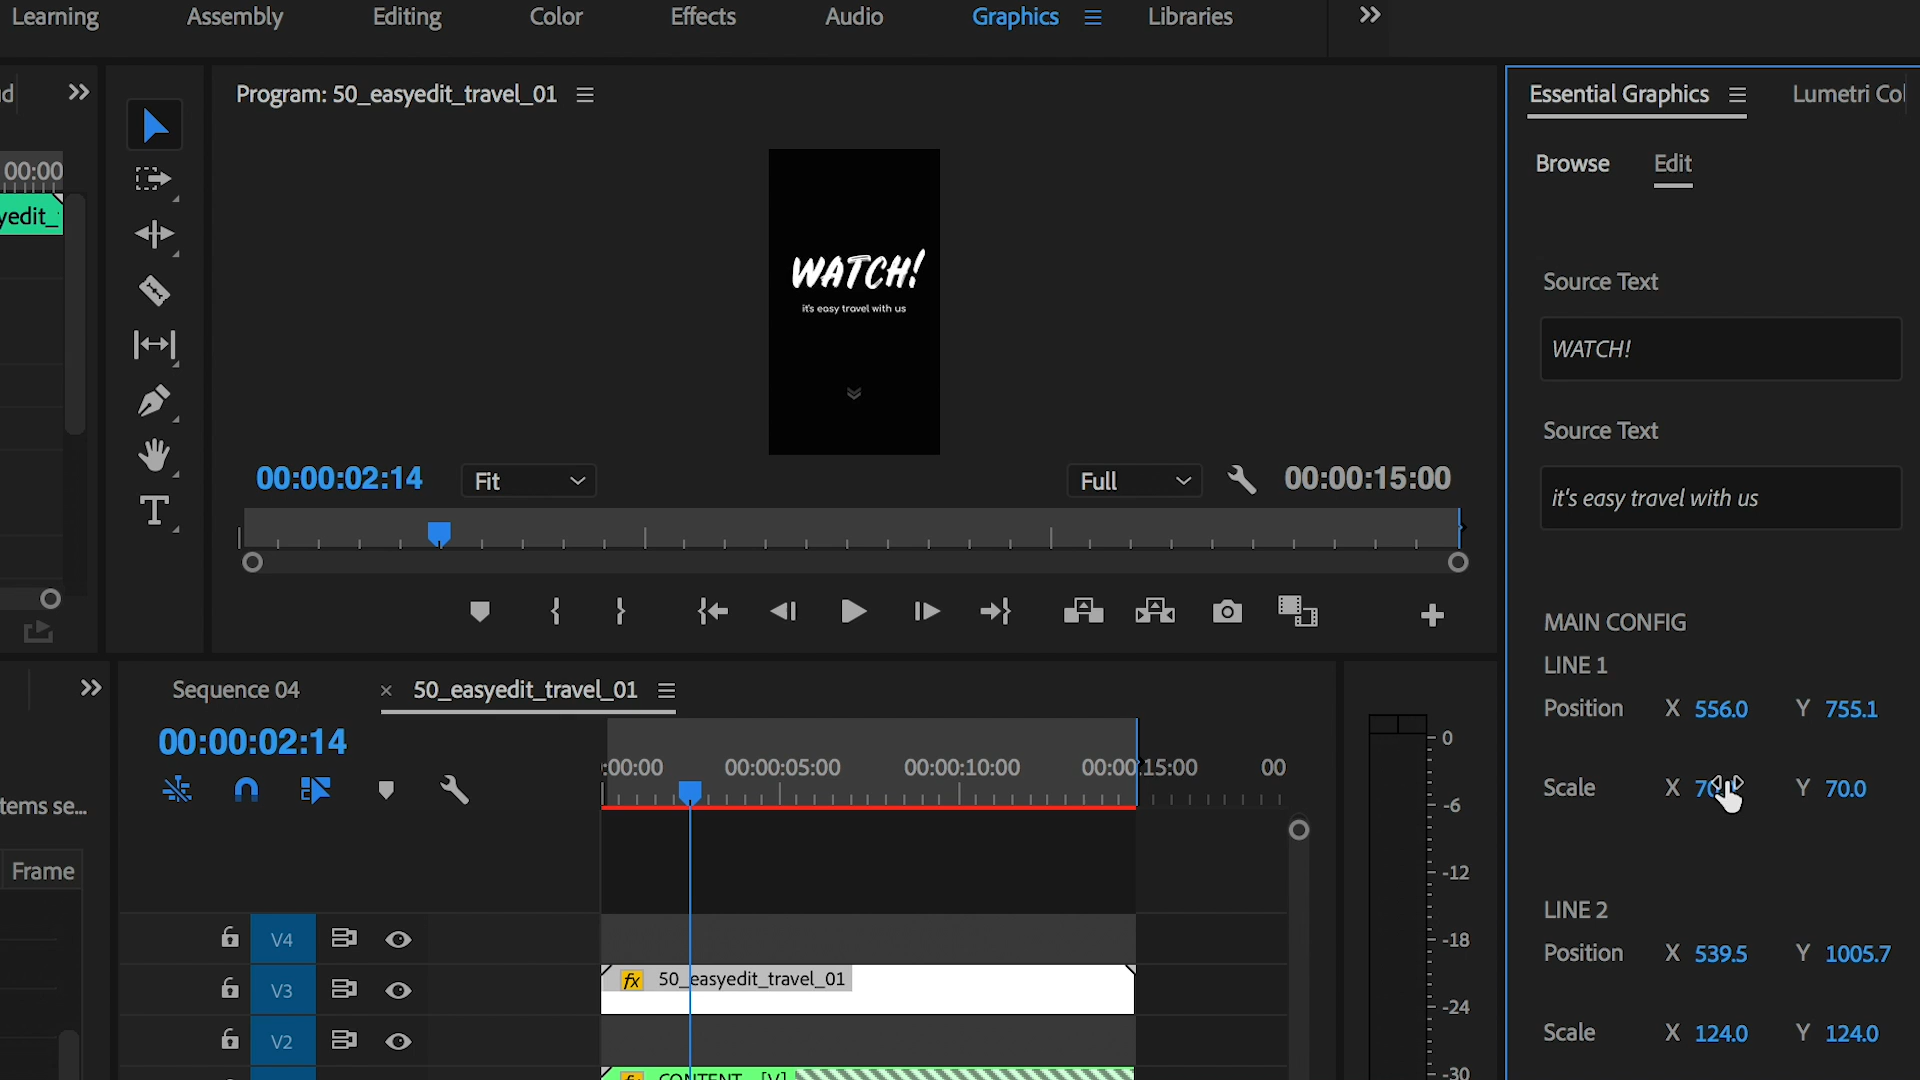 Learning Assembly Editing Color Effects Audio Graphics Libraries
Program: 50_easyedit_travel_01
Essential Graphics
Lumetri Col
Browse Edit
00:00
yedit_
WATCH!
it's easy travel with us
Source Text
WATCH!
Source Text
it's easy travel with us
00:00:02:14 Fit Full 00:00:15:00
T
MAIN CONFIG
LINE 1
Position X 556.0 Y 755.1
Scale X 70 Y 70.0
LINE 2
Position X 539.5 Y 1005.7
Scale X 124.0 Y 124.0
Sequence 04
50_easyedit_travel_01
00:00:02:14
:00:00 00:00:05:00 00:00:10:00 00:00:15:00 00
tems se...
Frame
V4
V3
fx 50_easyedit_travel_01
V2
CONTENT [V]
0
-6
-12
-18
-24
-30